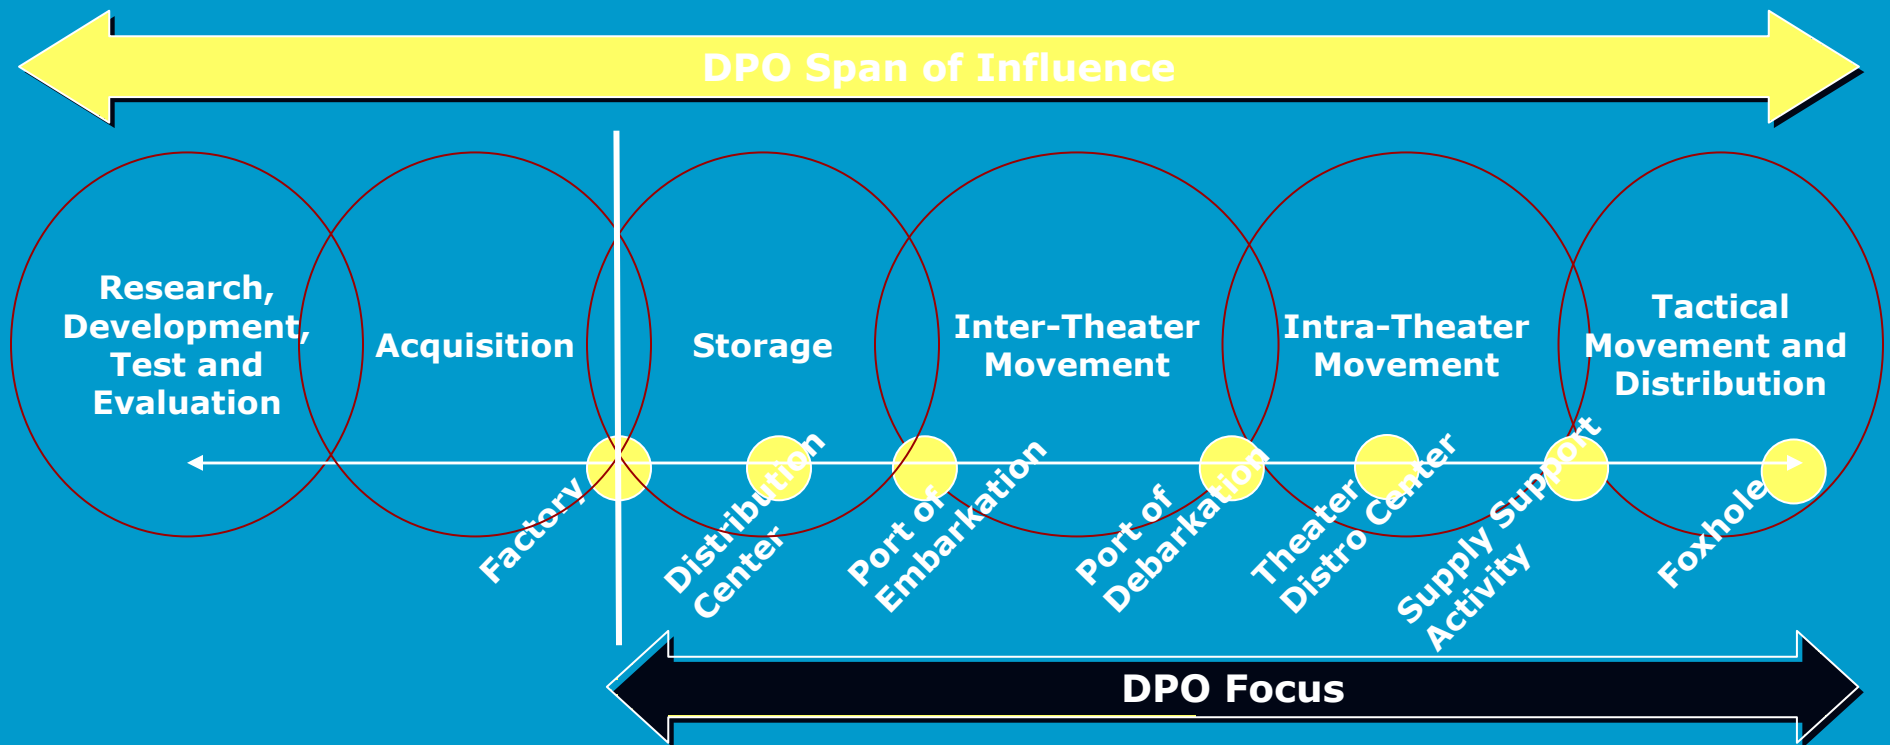 DPO Span of Influence
Research,
Development,
Test and
Evaluation
Acquisition
Storage
Inter-Theater
Movement
Intra-Theater
Movement
Tactical
Movement and
Distribution
Factory
Distribution
Center
Port of
Embarkation
Port of
Debarkation
Theater
Distro Center
Supply Support
Activity
Foxhole
DPO Focus